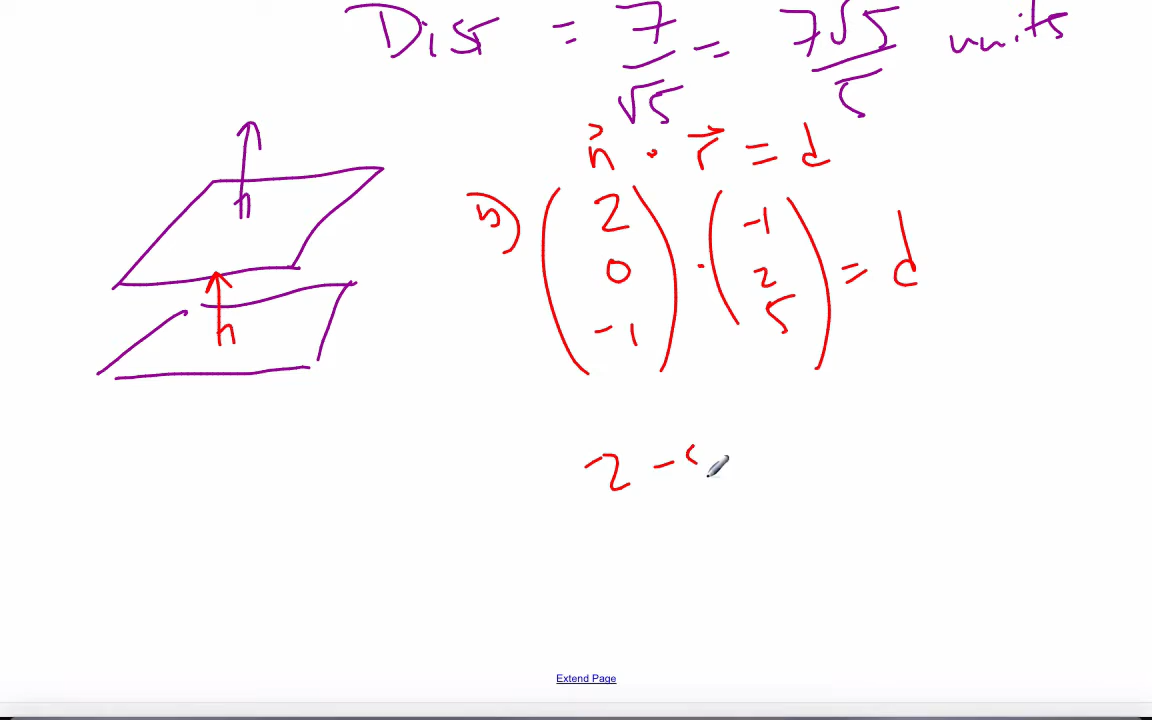 Dist = 7/√5 = 7√5/5 units
n⃗ · r⃗ = d
b) (2 0 -1) · (-1 2 5) = d
n
n
-2 -
Extend Page